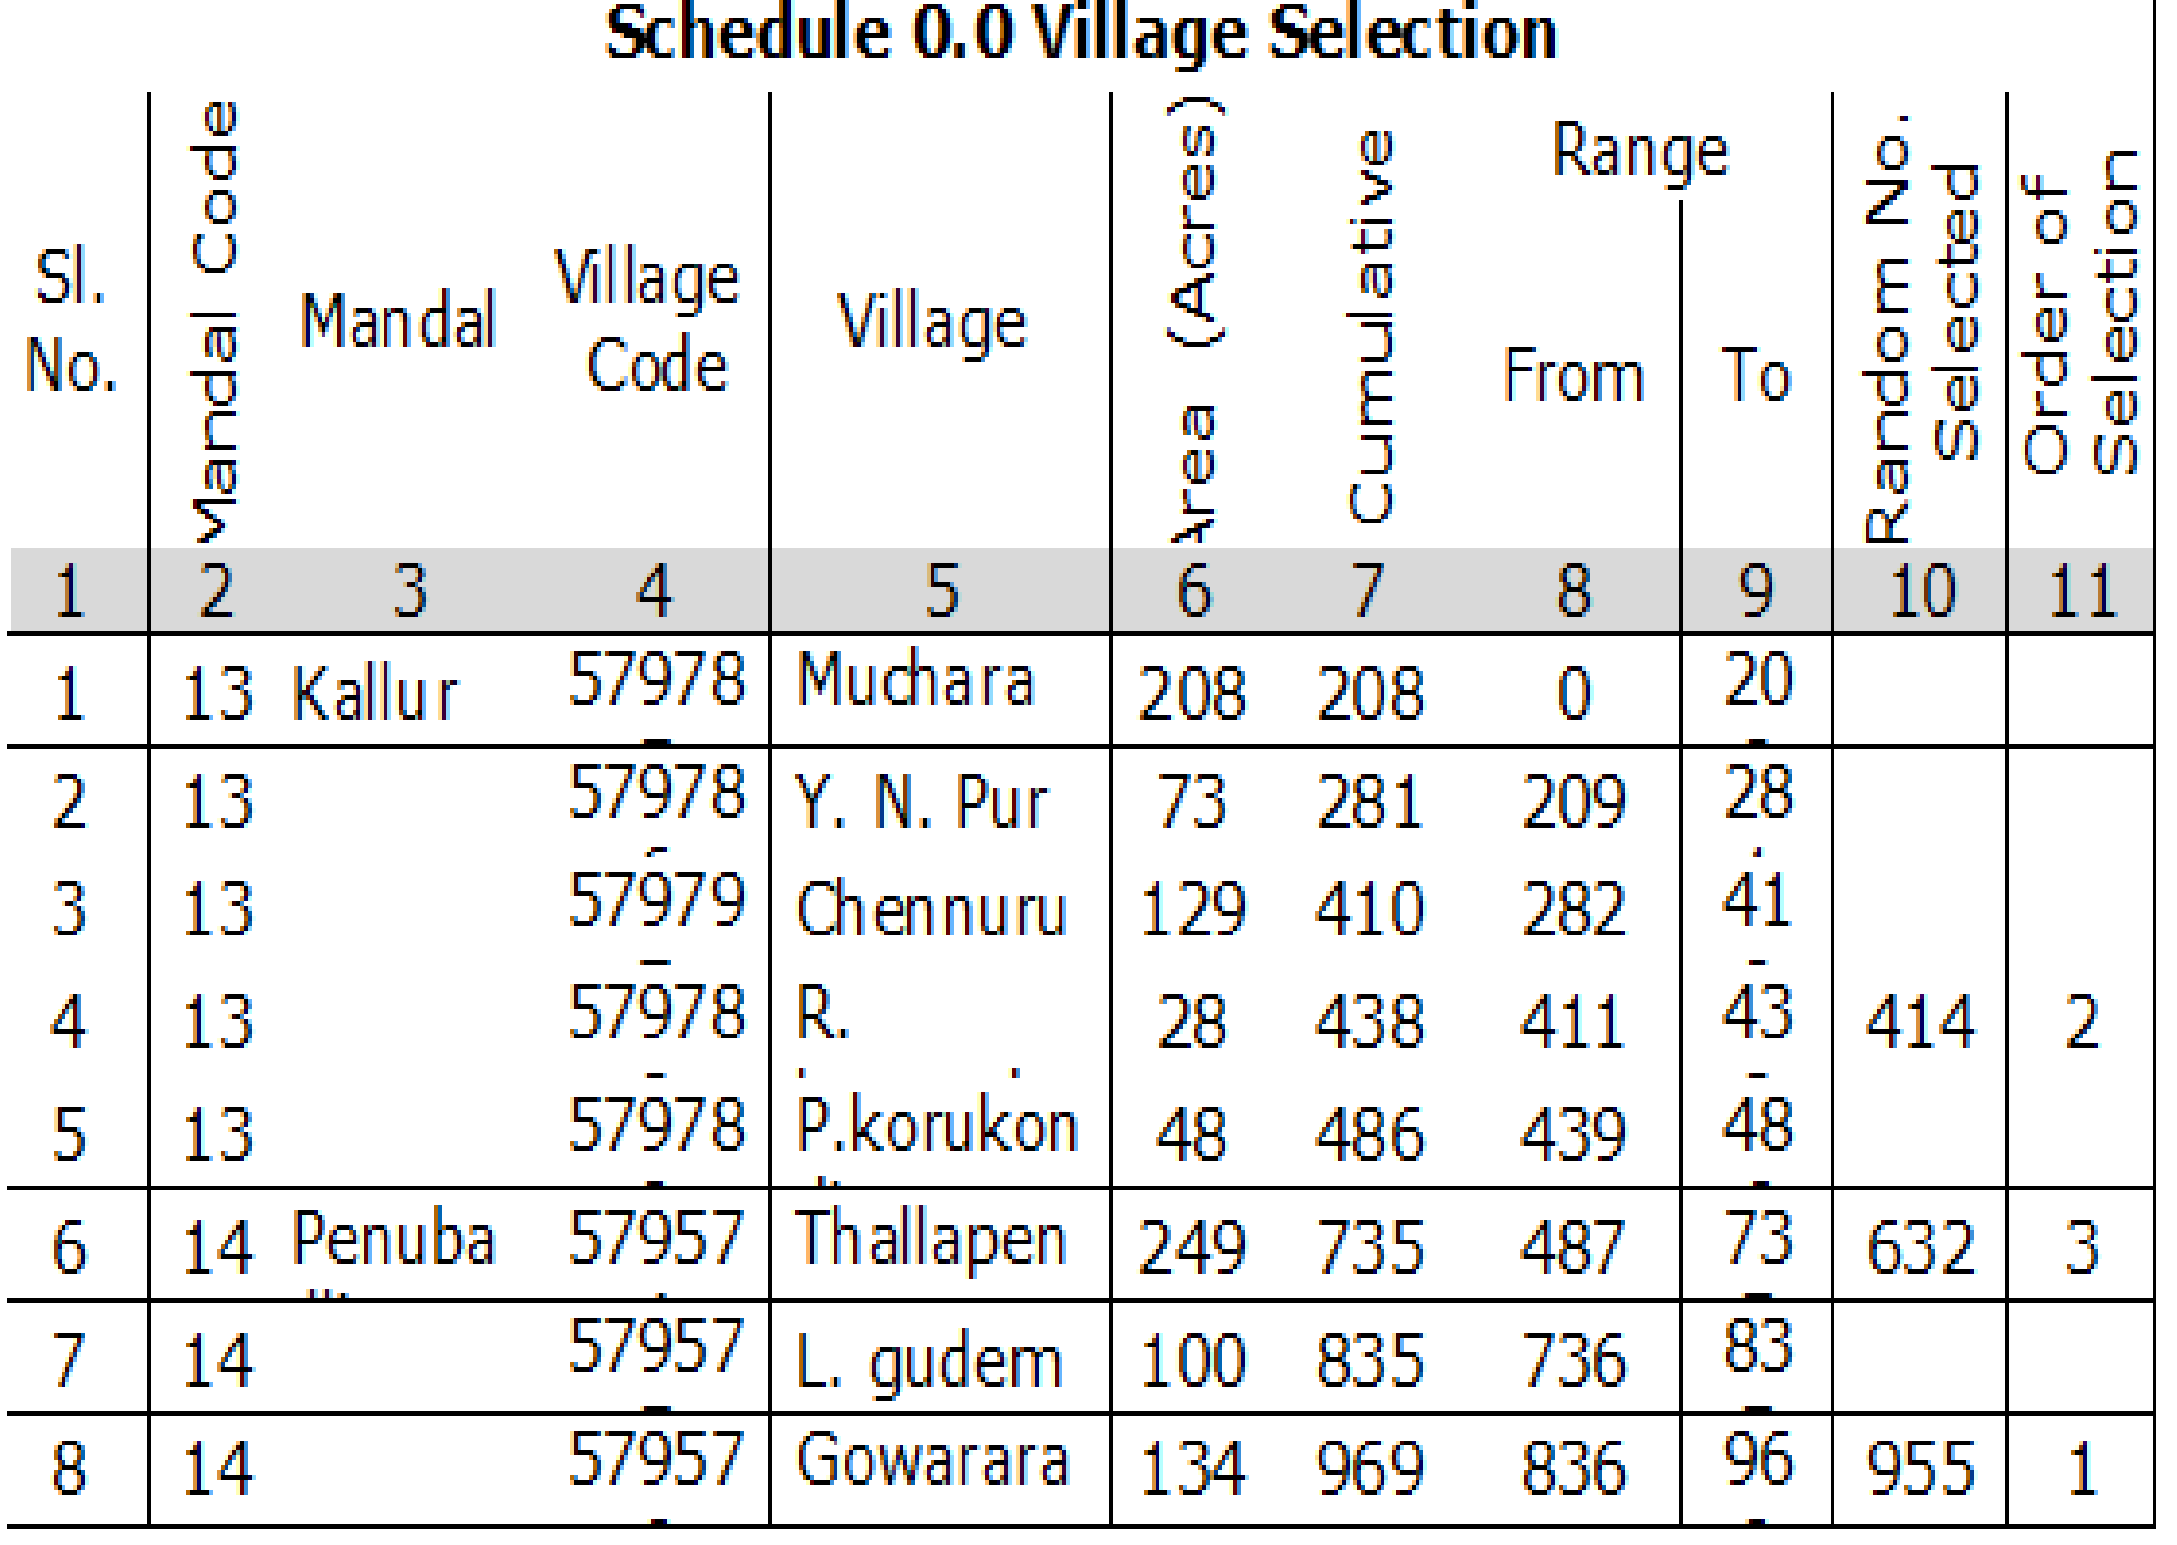 Schedule 0.0 Village Selection
Sl. No. Mandal Code Mandal Village Code Village Area (Acres) Cumulative Range From To Random No. Selected Order of Selection
1 2 3 4 5 6 7 8 9 10 11
1 13 Kallur 57978 Muchara 208 208 0 20
2 13 57978 Y. N. Pur 73 281 209 28
3 13 57979 Chennuru 129 410 282 41
4 13 57978 R. 28 438 411 43 414 2
5 13 57978 P.korukon 48 486 439 48
6 14 Penuba 57957 Thallapen 249 735 487 73 632 3
7 14 57957 L. gudem 100 835 736 83
8 14 57957 Gowarara 134 969 836 96 955 1